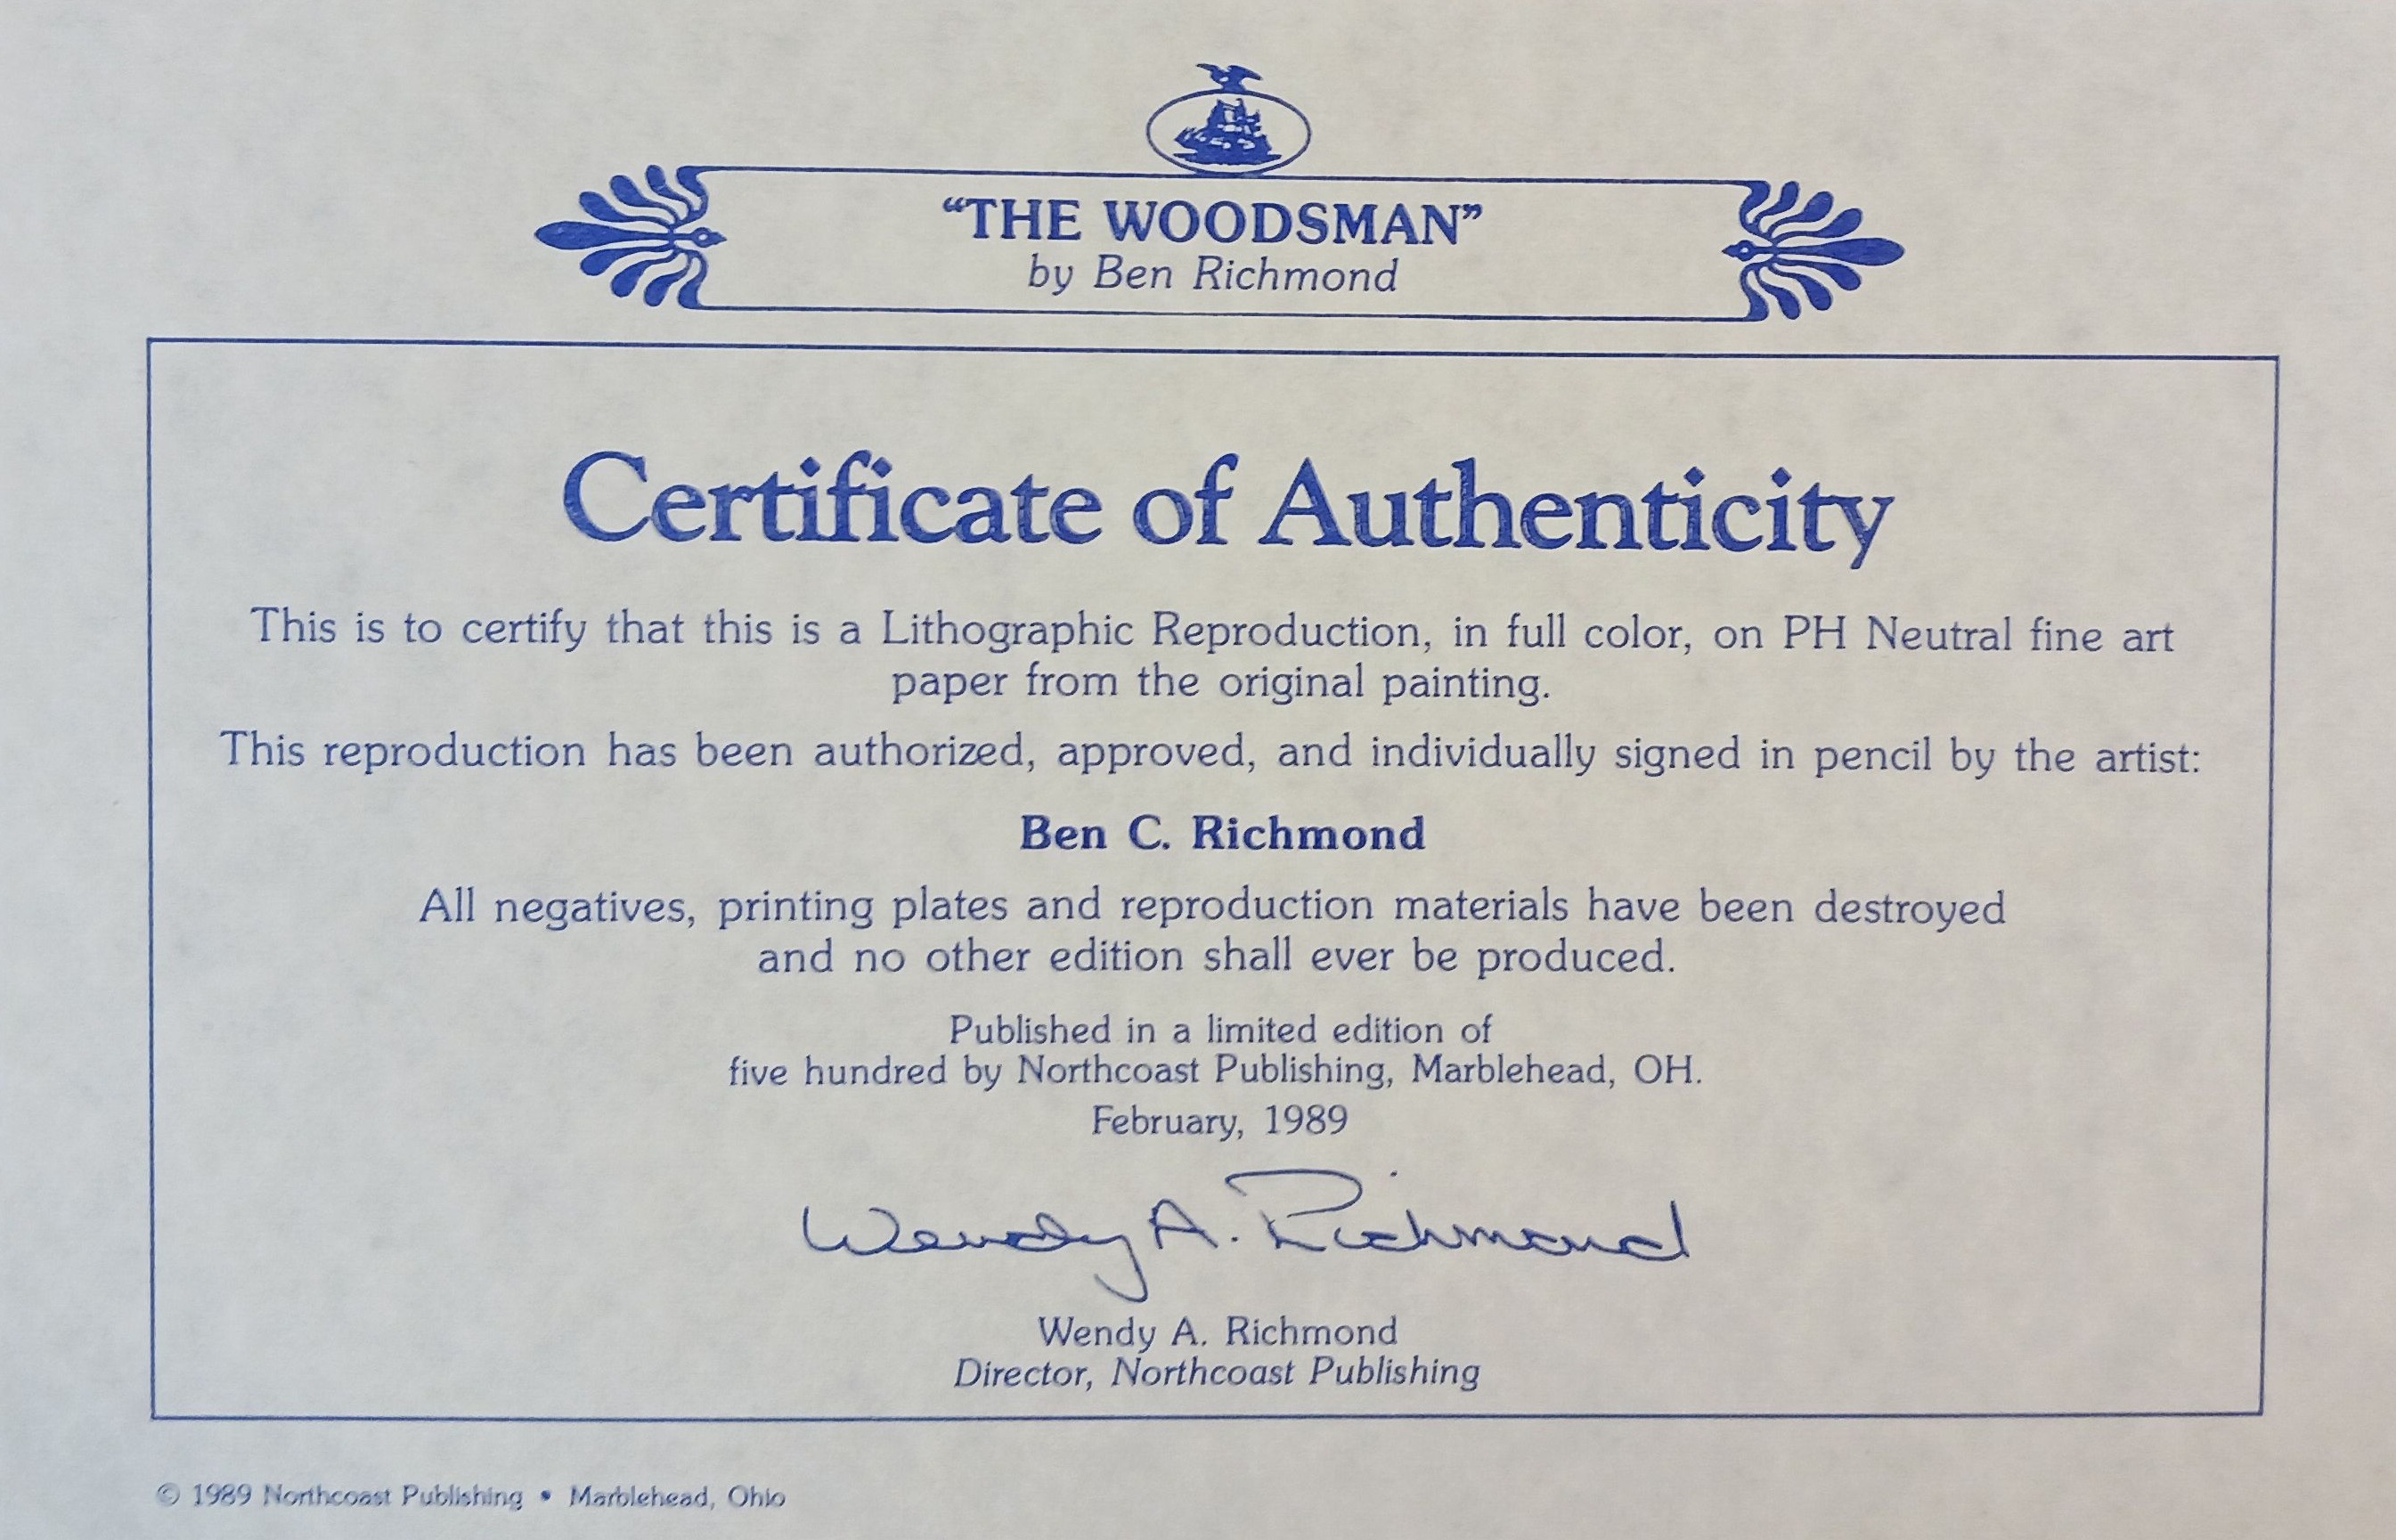 “THE WOODSMAN”
by Ben Richmond
Certificate of Authenticity
This is to certify that this is a Lithographic Reproduction, in full color, on PH Neutral fine art
paper from the original painting.
This reproduction has been authorized, approved, and individually signed in pencil by the artist:
Ben C. Richmond
All negatives, printing plates and reproduction materials have been destroyed
and no other edition shall ever be produced.
Published in a limited edition of
five hundred by Northcoast Publishing, Marblehead, OH.
February, 1989
Wendy A. Richmond
Wendy A. Richmond
Director, Northcoast Publishing
© 1989 Northcoast Publishing • Marblehead, Ohio